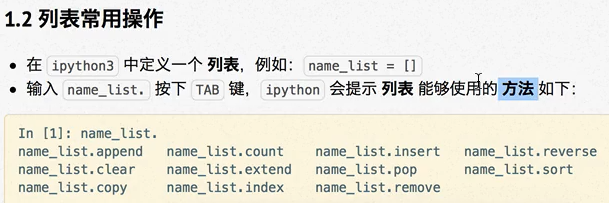 1.2 列表常用操作
• 在 ipython3 中定义一个 列表，例如： name_list = []
• 输入 name_list. 按下 TAB 键， ipython 会提示 列表 能够使用的 方法 如下：
In [1]: name_list.
name_list.append name_list.count name_list.insert name_list.reverse
name_list.clear name_list.extend name_list.pop name_list.sort
name_list.copy name_list.index name_list.remove